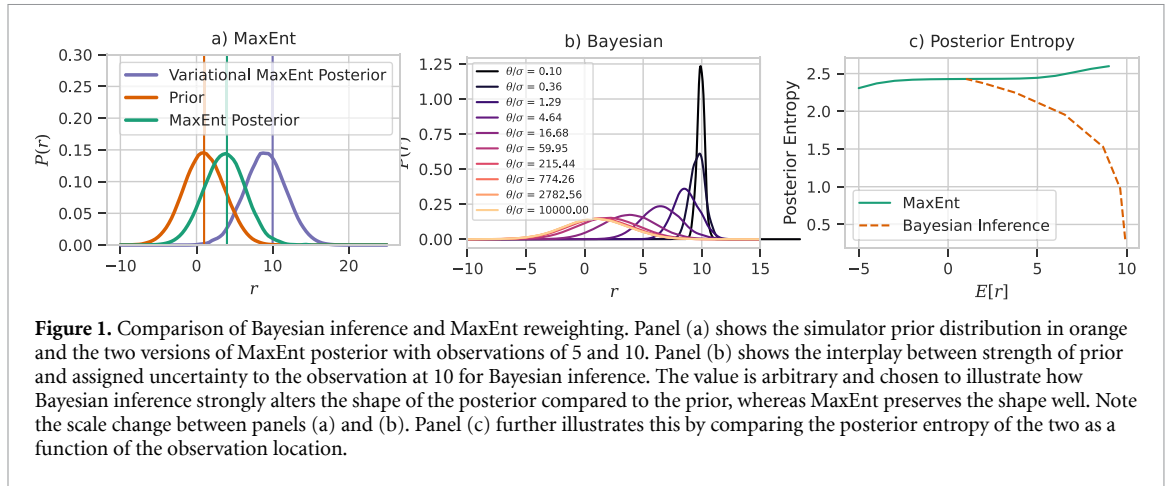 a) MaxEnt
0.30
0.25
0.20
0.15
0.10
0.05
0.00
P(r)
Variational MaxEnt Posterior
Prior
MaxEnt Posterior
−10
0
10
20
r
b) Bayesian
1.25
1.00
0.75
0.50
0.25
0.00
P(r)
θ/σ = 0.10
θ/σ = 0.36
θ/σ = 1.29
θ/σ = 4.64
θ/σ = 16.68
θ/σ = 59.95
θ/σ = 215.44
θ/σ = 774.26
θ/σ = 2782.56
θ/σ = 10000.00
−10
−5
0
5
10
15
r
c) Posterior Entropy
2.5
2.0
1.5
1.0
0.5
Posterior Entropy
MaxEnt
Bayesian Inference
−5
0
5
10
E[r]
Figure 1. Comparison of Bayesian inference and MaxEnt reweighting. Panel (a) shows the simulator prior distribution in orange
and the two versions of MaxEnt posterior with observations of 5 and 10. Panel (b) shows the interplay between strength of prior
and assigned uncertainty to the observation at 10 for Bayesian inference. The value is arbitrary and chosen to illustrate how
Bayesian inference strongly alters the shape of the posterior compared to the prior, whereas MaxEnt preserves the shape well. Note
the scale change between panels (a) and (b). Panel (c) further illustrates this by comparing the posterior entropy of the two as a
function of the observation location.